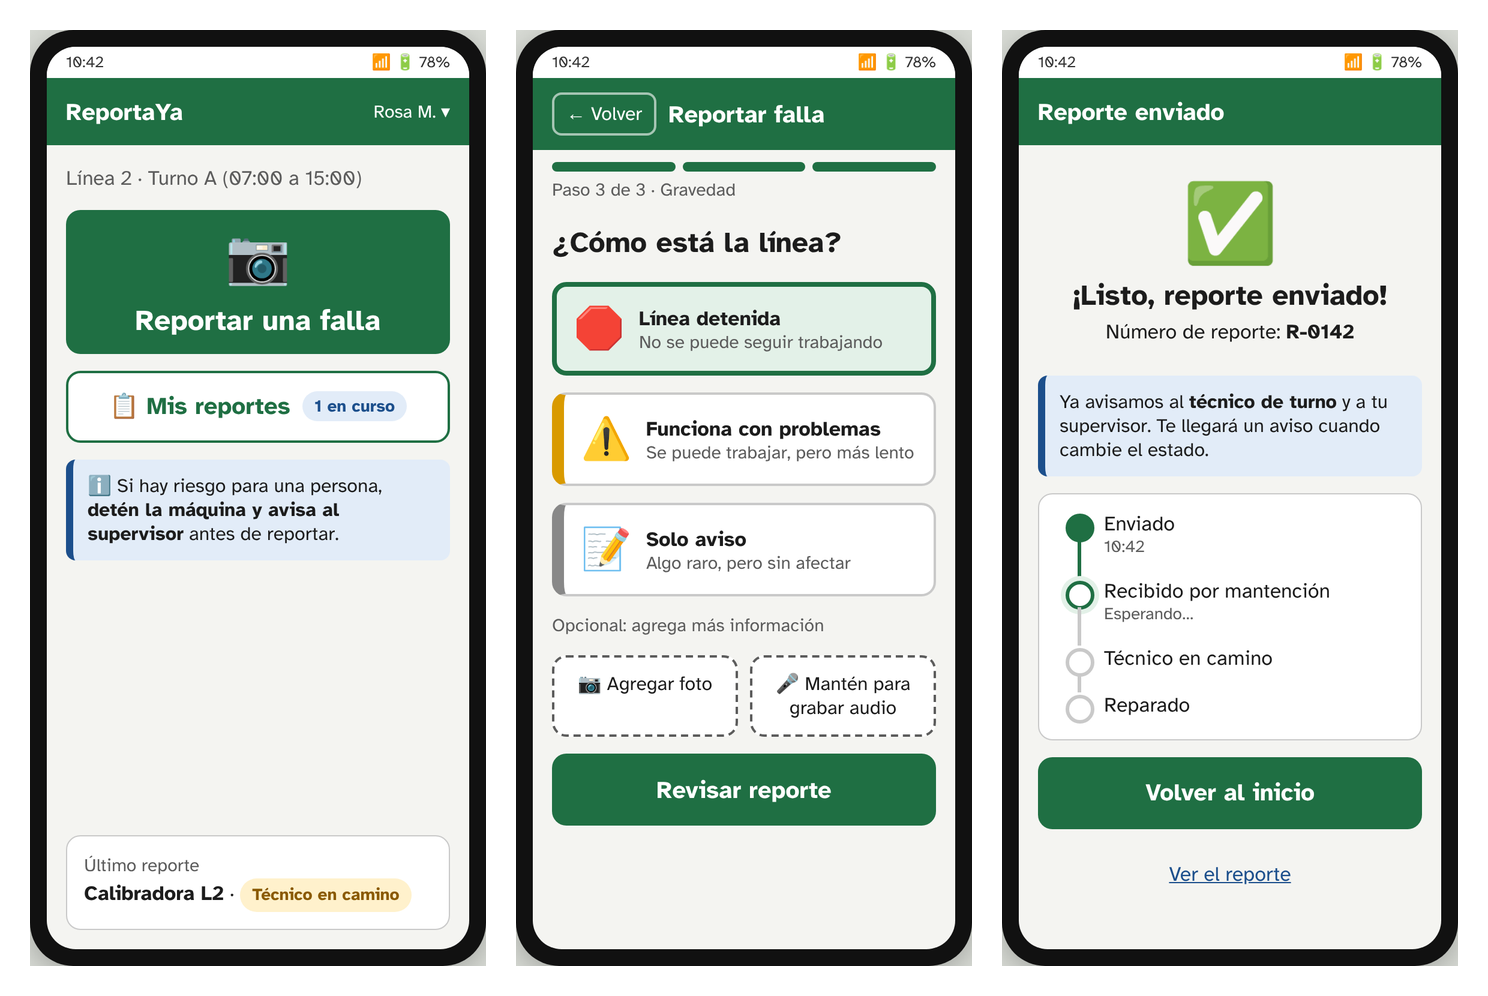 10:42 78%
ReportaYa Rosa M. ▾
Línea 2 · Turno A (07:00 a 15:00)
Reportar una falla
Mis reportes 1 en curso
Si hay riesgo para una persona,
detén la máquina y avisa al
supervisor antes de reportar.
Último reporte
Calibradora L2 · Técnico en camino
10:42 78%
← Volver Reportar falla
Paso 3 de 3 · Gravedad
¿Cómo está la línea?
Línea detenida
No se puede seguir trabajando
Funciona con problemas
Se puede trabajar, pero más lento
Solo aviso
Algo raro, pero sin afectar
Opcional: agrega más información
Agregar foto
Mantén para
grabar audio
Revisar reporte
10:42 78%
Reporte enviado
¡Listo, reporte enviado!
Número de reporte: R-0142
Ya avisamos al técnico de turno y a tu
supervisor. Te llegará un aviso cuando
cambie el estado.
Enviado
10:42
Recibido por mantención
Esperando...
Técnico en camino
Reparado
Volver al inicio
Ver el reporte